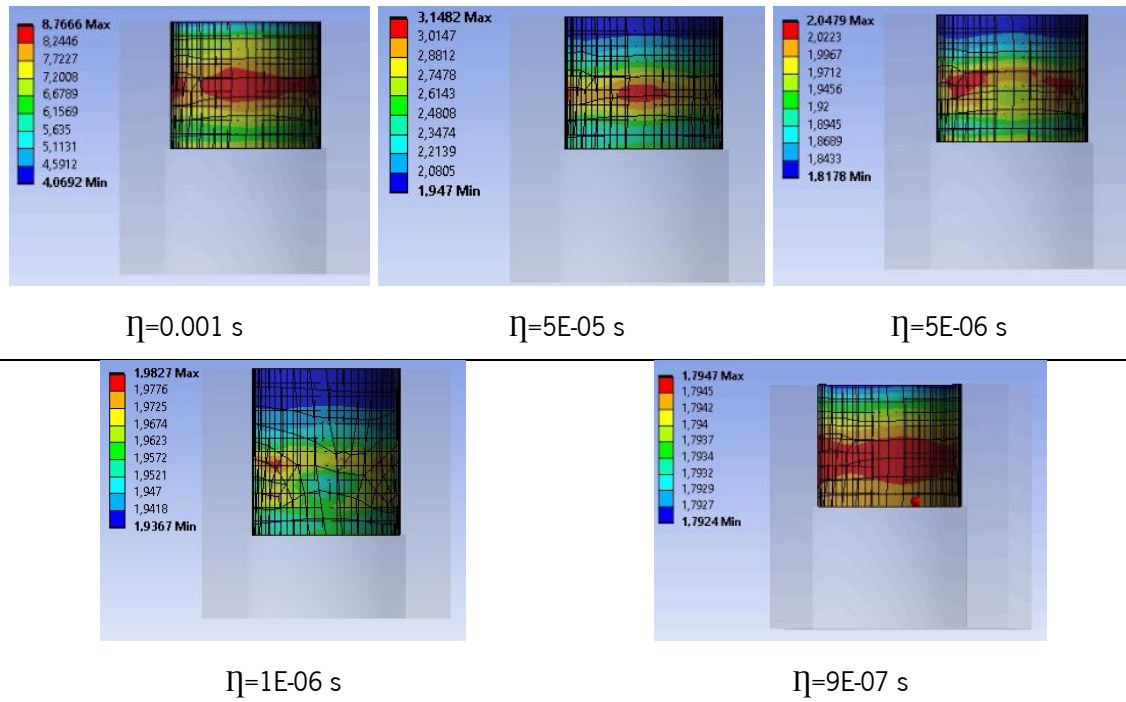 8,7666 Max
8,2446
7,7227
7,2008
6,6789
6,1569
5,635
5,1131
4,5912
4,0692 Min
3,1482 Max
3,0147
2,8812
2,7478
2,6143
2,4808
2,3474
2,2139
2,0805
1,947 Min
2,0479 Max
2,0223
1,9967
1,9712
1,9456
1,92
1,8945
1,8689
1,8433
1,8178 Min
Ƞ=0.001 s
Ƞ=5E-05 s
Ƞ=5E-06 s
1,9827 Max
1,9776
1,9725
1,9674
1,9623
1,9572
1,9521
1,947
1,9418
1,9367 Min
1,7947 Max
1,7945
1,7942
1,794
1,7937
1,7934
1,7932
1,7929
1,7927
1,7924 Min
Ƞ=1E-06 s
Ƞ=9E-07 s